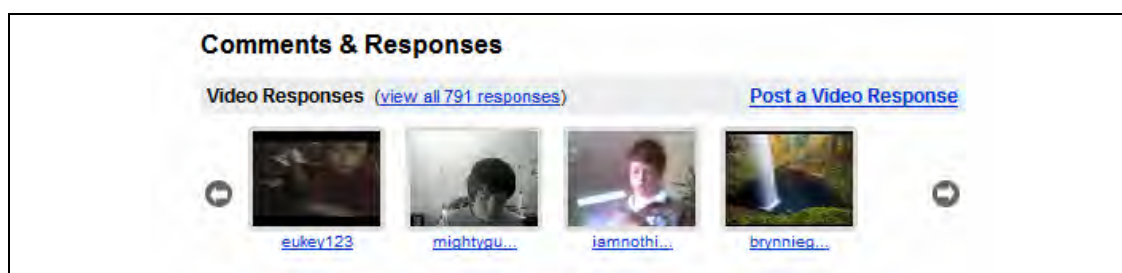 Comments & Responses
Video Responses (view all 791 responses) Post a Video Response
eukey123 mightygu... iamnothi... brynnieg...